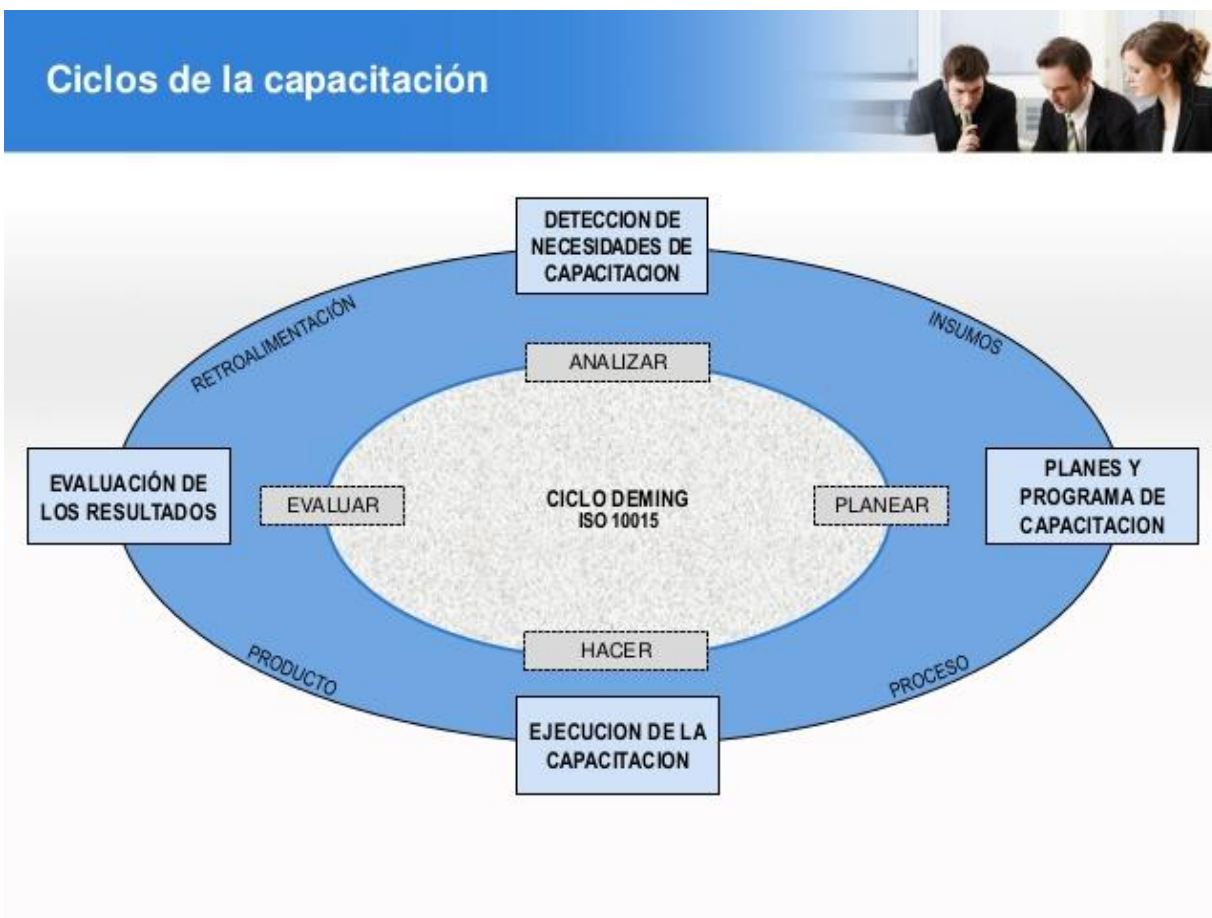 Ciclos de la capacitación
DETECCION DE
NECESIDADES DE
CAPACITACION
RETROALIMENTACIÓN
INSUMOS
ANALIZAR
EVALUACIÓN DE
LOS RESULTADOS
EVALUAR
CICLO DEMING
ISO 10015
PLANEAR
PLANES Y
PROGRAMA DE
CAPACITACION
HACER
PRODUCTO
PROCESO
EJECUCION DE LA
CAPACITACION